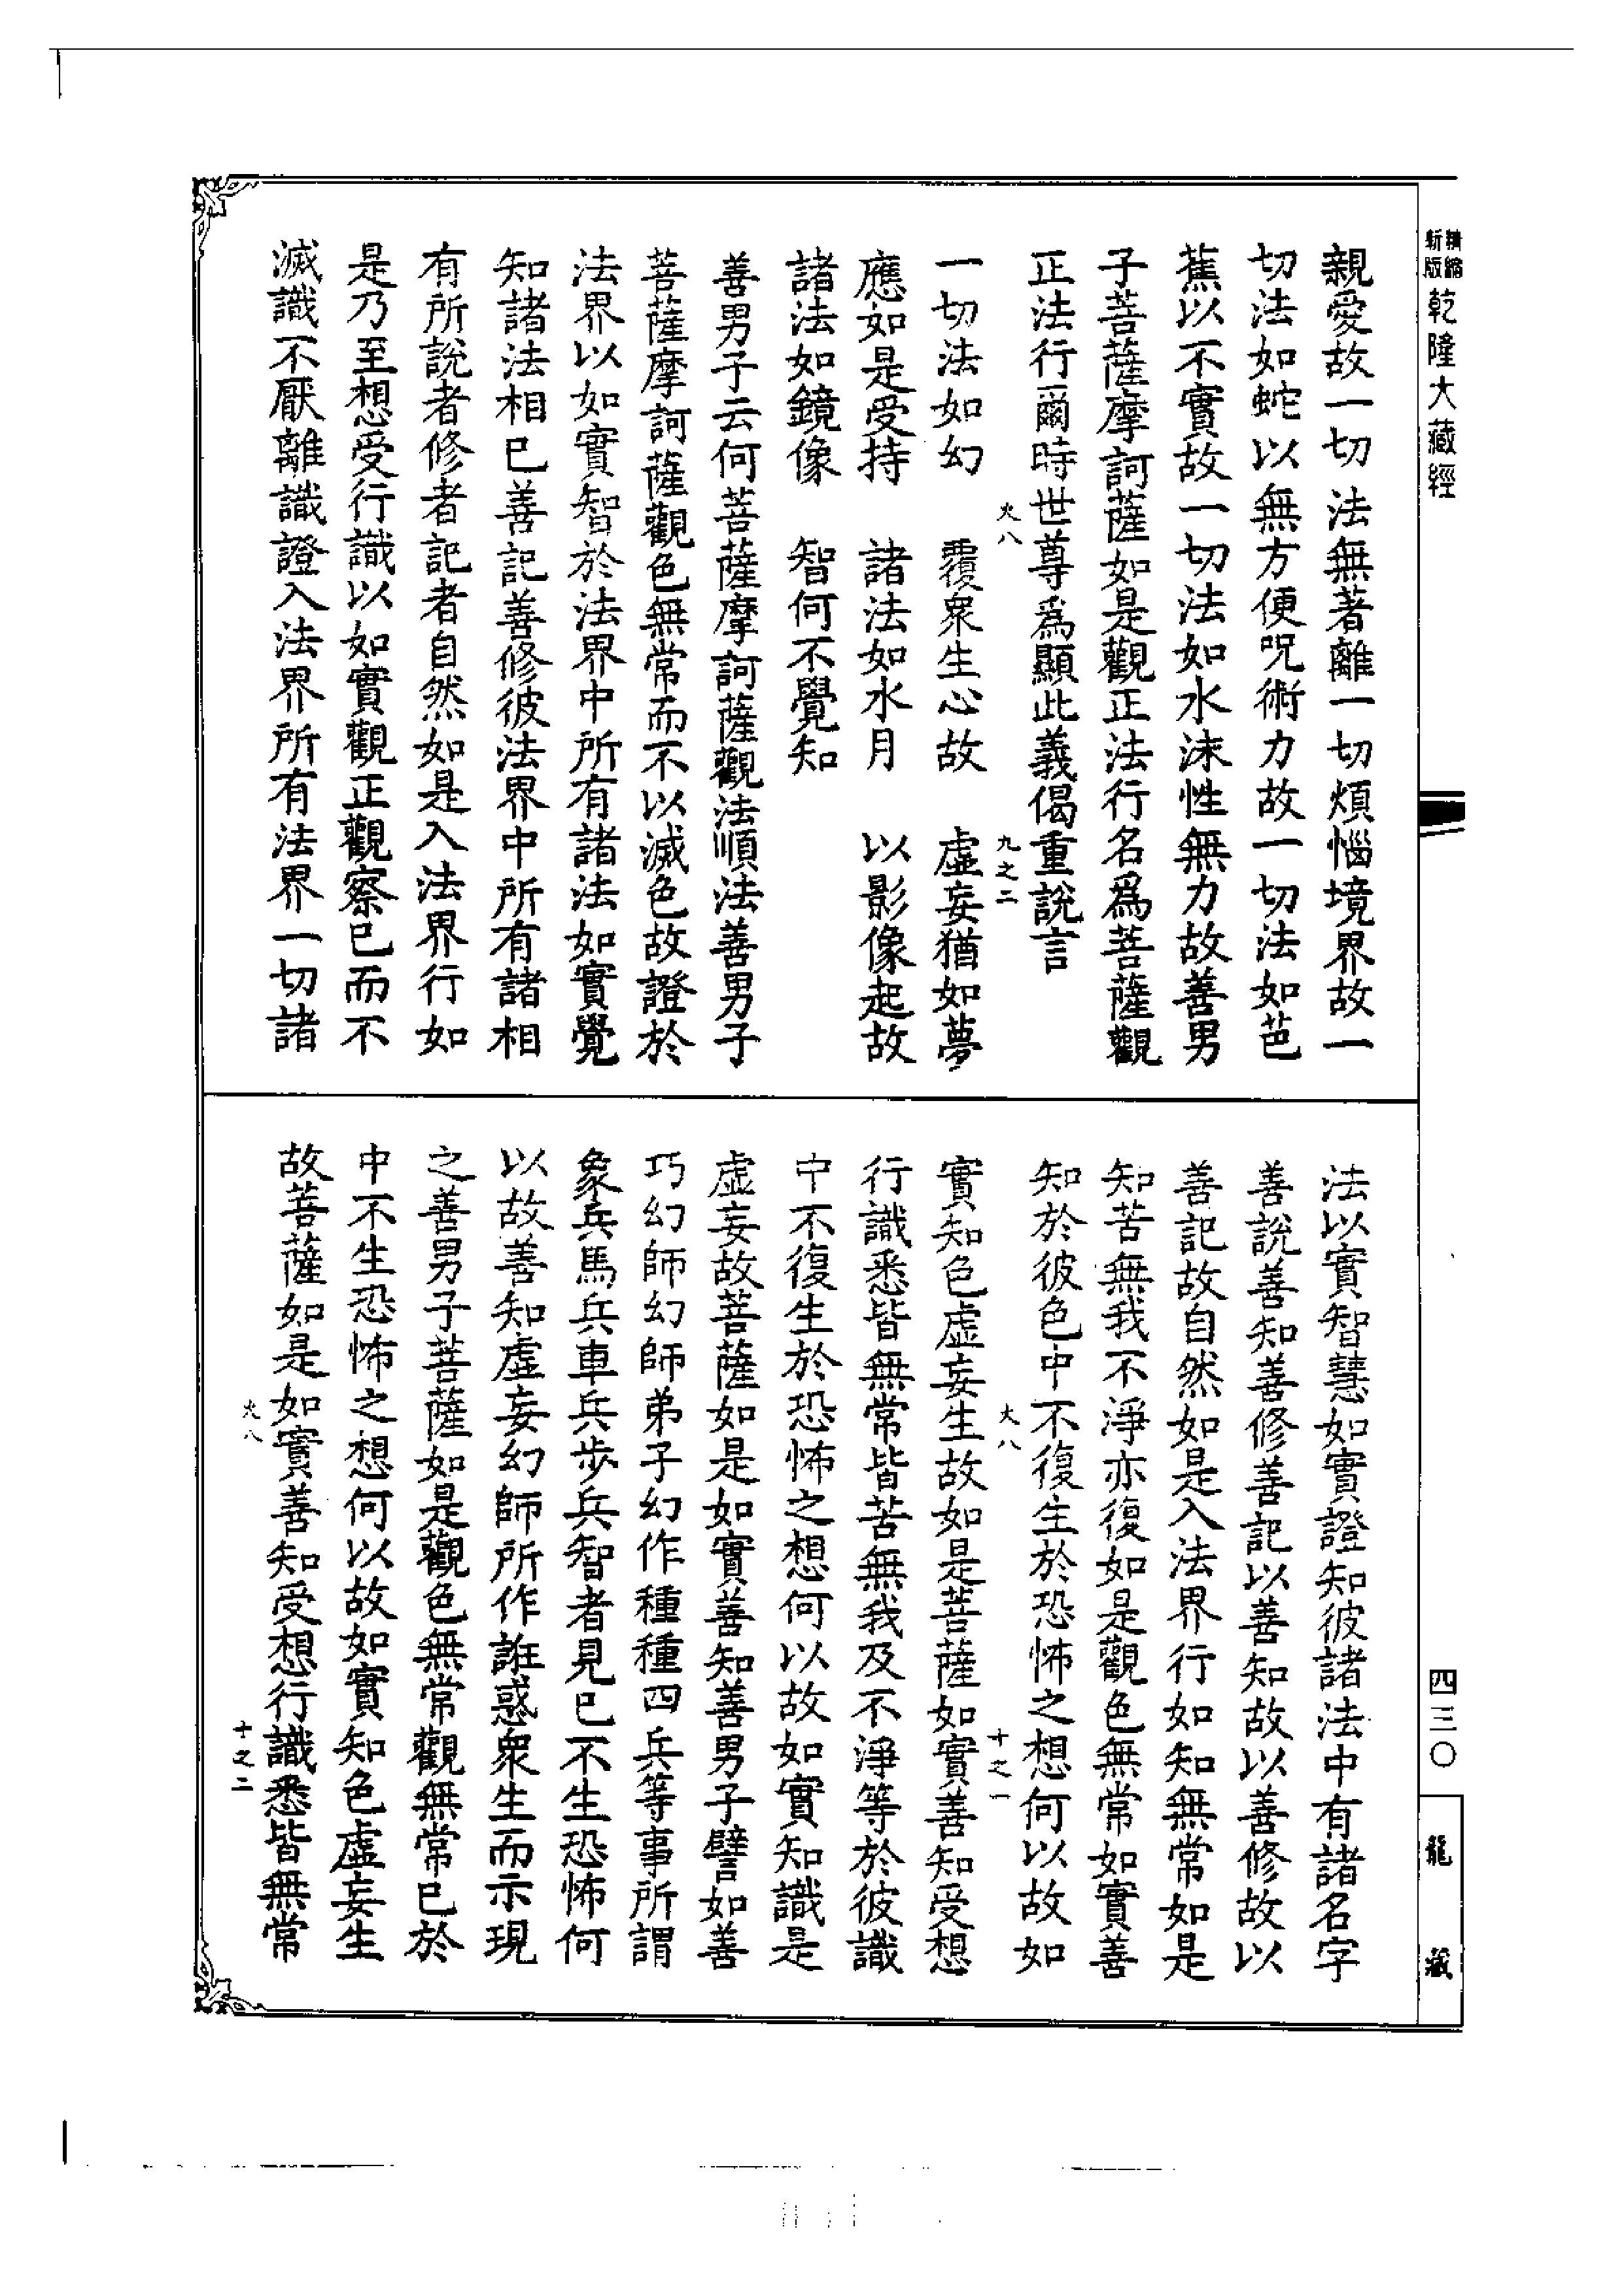 精縮
新版
乾隆大藏經
四三〇
龍藏
親愛故一切法無著離一切煩惱境界故一
切法如蛇以無方便呪術力故一切法如芭
蕉以不實故一切法如水沫性無力故善男
子菩薩摩訶薩如是觀正法行名爲菩薩觀
正法行爾時世尊爲顯此義偈重說言
火八
九之二
一切法如幻　覆衆生心故　虛妄猶如夢
應如是受持　諸法如水月　以影像起故
諸法如鏡像　智何不覺知
善男子云何菩薩摩訶薩觀法順法善男子
菩薩摩訶薩觀色無常而不以滅色故證於
法界以如實智於法界中所有諸法如實覺
知諸法相已善記善修彼法界中所有諸相
有所說者修者記者自然如是入法界行如
是乃至想受行識以如實觀正觀察已而不
滅識不厭離識證入法界所有法界一切諸
法以實智慧如實證知彼諸法中有諸名字
善說善知善修善記以善知故以善修故以
善記故自然如是入法界行如知無常如是
知苦無我不淨亦復如是觀色無常如實善
知於彼色中不復生於恐怖之想何以故如
火八
十之一
實知色虛妄生故如是菩薩如實善知受想
行識悉皆無常皆苦無我及不淨等於彼識
中不復生於恐怖之想何以故如實知識是
虛妄故菩薩如是如實善知善男子譬如善
巧幻師幻師弟子幻作種種四兵等事所謂
象兵馬兵車兵步兵智者見已不生恐怖何
以故善知虛妄幻師所作誑惑衆生而示現
之善男子菩薩如是觀色無常觀無常已於
中不生恐怖之想何以故如實知色虛妄生
故菩薩如是如實善知受想行識悉皆無常
火八
十之二